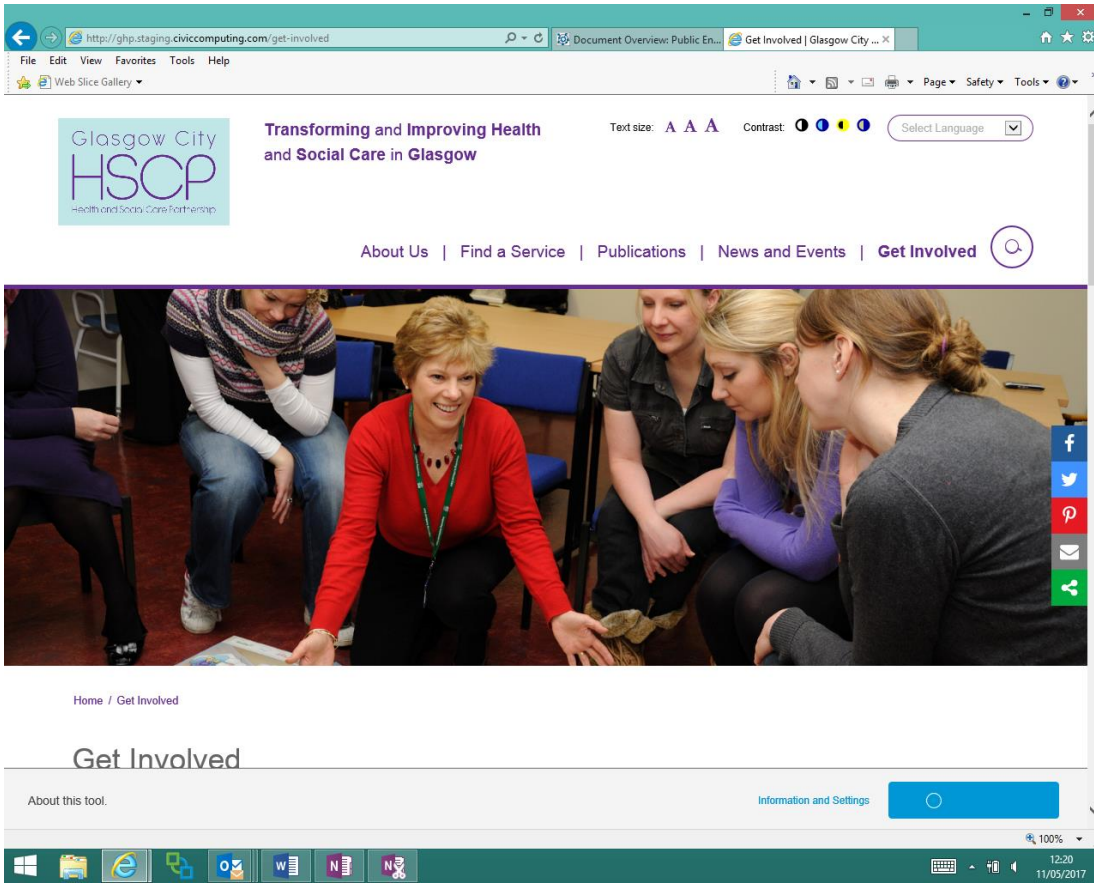 http://ghp.staging.civiccomputing.com/get-involved
Document Overview: Public En...
Get Involved | Glasgow City ...
File Edit View Favorites Tools Help
Web Slice Gallery
Page Safety Tools
Glasgow City
HSCP
Health and Social Care Partnership
Transforming and Improving Health
and Social Care in Glasgow
Text size: A A A
Contrast:
Select Language
About Us | Find a Service | Publications | News and Events | Get Involved
Home / Get Involved
Get Involved
About this tool.
Information and Settings
100%
12:20
11/05/2017